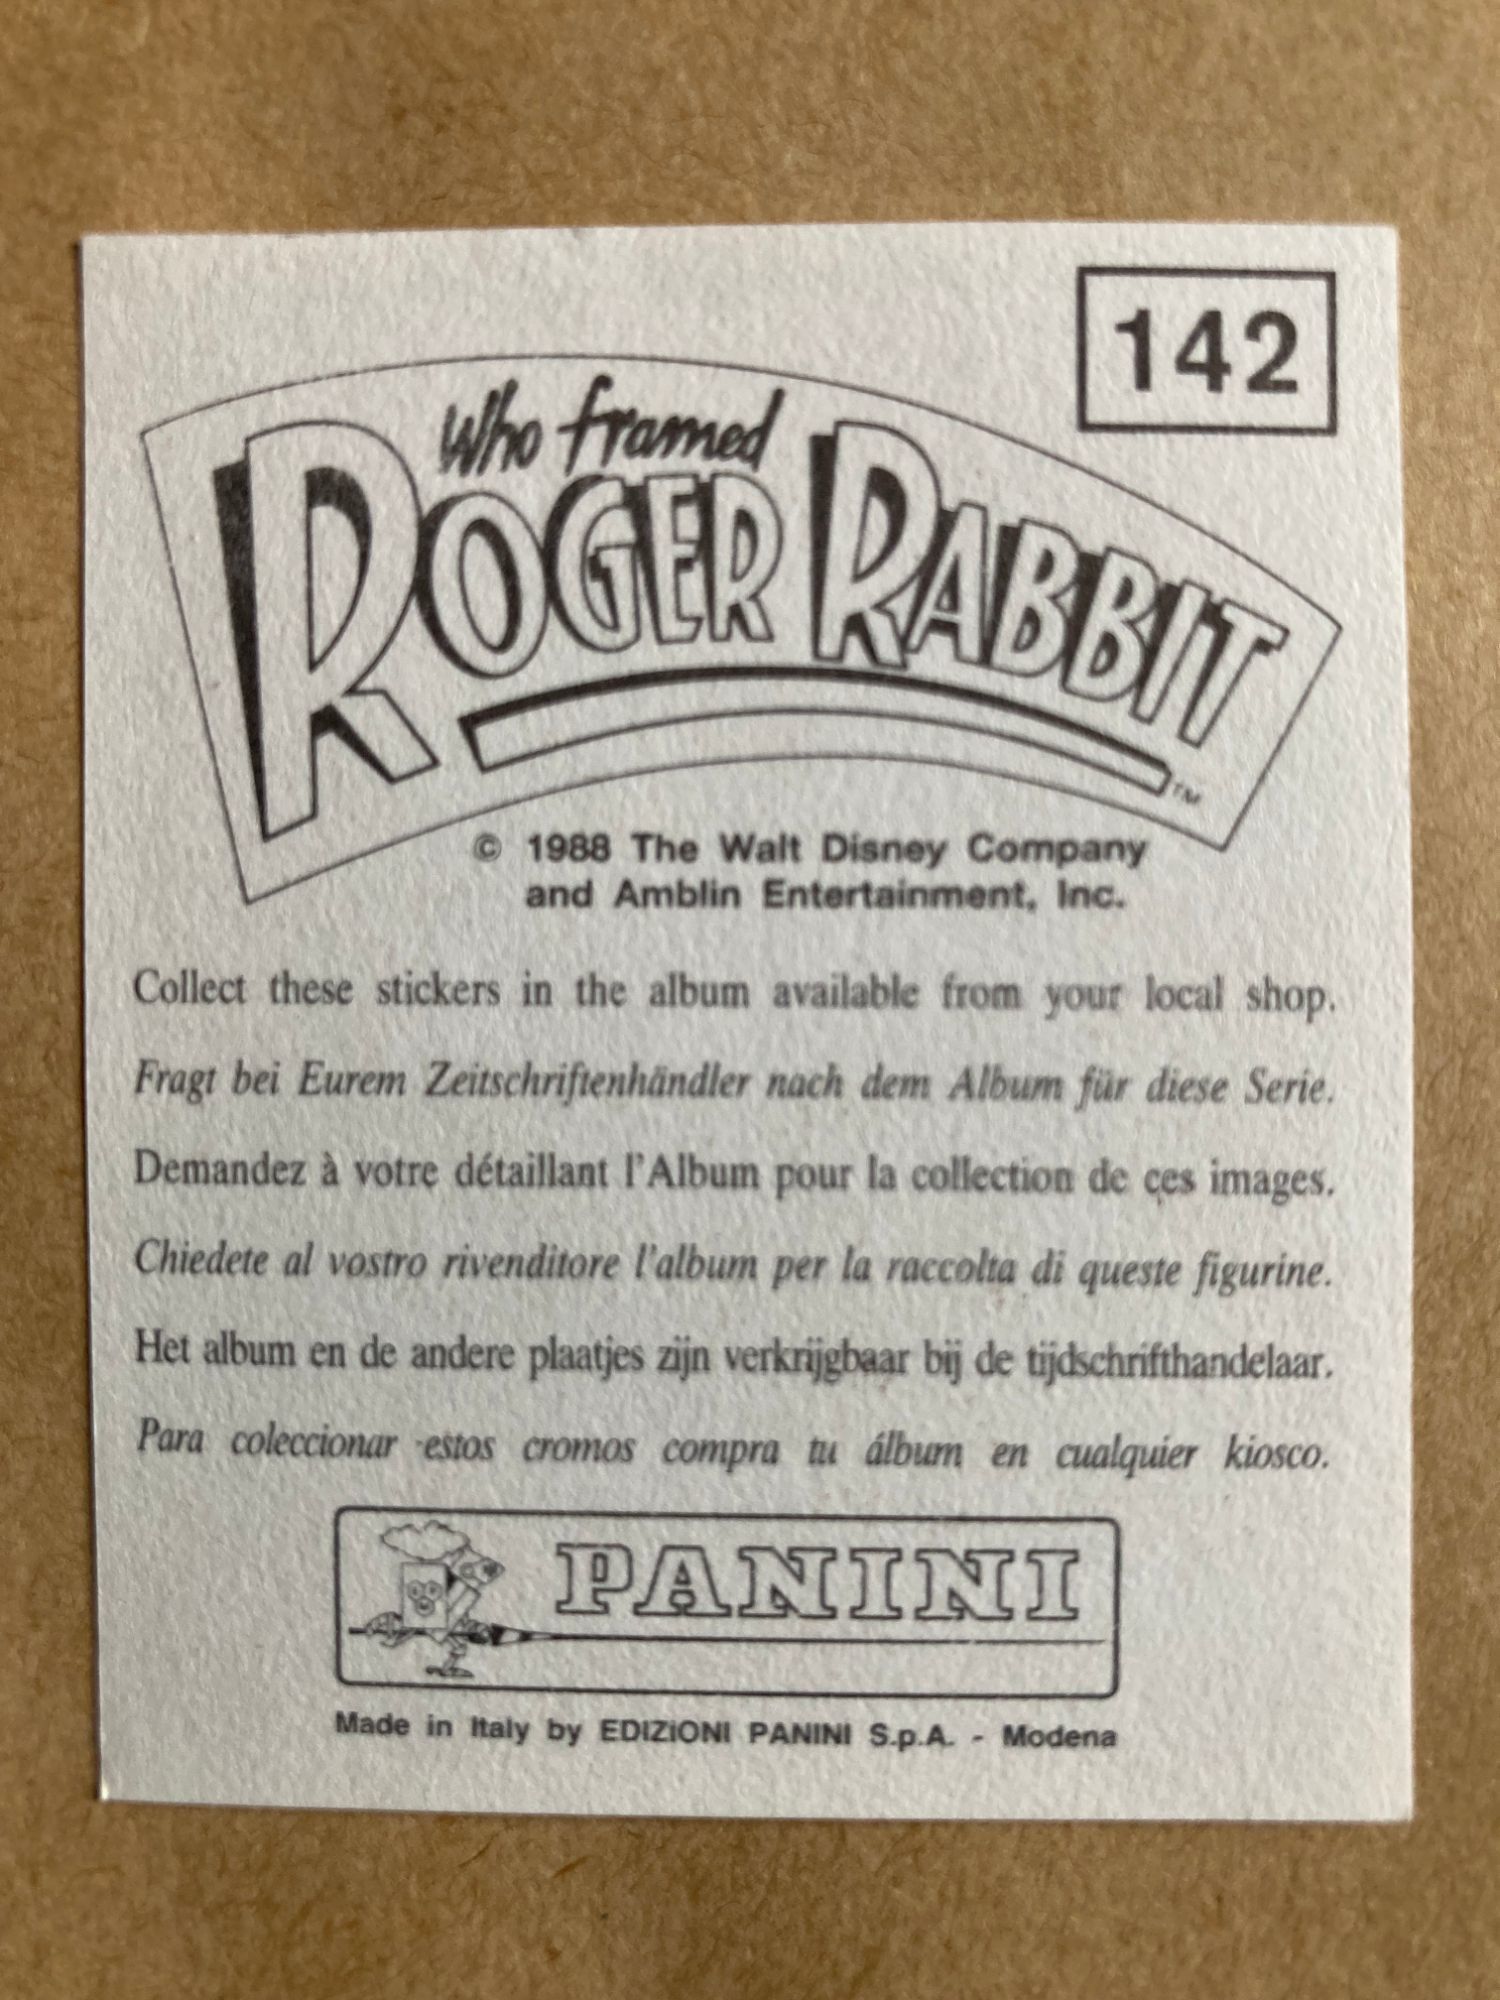 142
Who framed
ROGER RABBIT
™
© 1988 The Walt Disney Company
and Amblin Entertainment, Inc.
Collect these stickers in the album available from your local shop.
Fragt bei Eurem Zeitschriftenhändler nach dem Album für diese Serie.
Demandez à votre détaillant l'Album pour la collection de ces images.
Chiedete al vostro rivenditore l'album per la raccolta di queste figurine.
Het album en de andere plaatjes zijn verkrijgbaar bij de tijdschrifthandelaar.
Para coleccionar estos cromos compra tu álbum en cualquier kiosco.
PANINI
Made in Italy by EDIZIONI PANINI S.p.A. - Modena